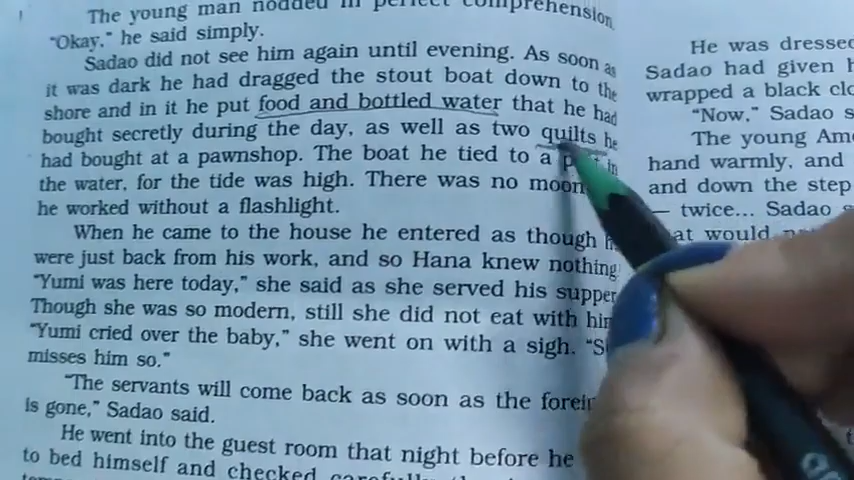 The young man nodded in perfect comprehension.
"Okay," he said simply.
Sadao did not see him again until evening. As soon as
it was dark he had dragged the stout boat down to the
shore and in it he put food and bottled water that he had
bought secretly during the day, as well as two quilts he
had bought at a pawnshop. The boat he tied to a in
the water, for the tide was high. There was no moon
he worked without a flashlight.
When he came to the house he entered as though
were just back from his work, and so Hana knew nothing.
"Yumi was here today," she said as she served his supper
Though she was so modern, still she did not eat with
"Yumi cried over the baby," she went on with a sigh.
misses him so."
"The servants will come back as soon as the
is gone," Sadao said.
He went into the guest room that night before he
to bed himself and checked carefully
He was dressed
Sadao had given
wrapped a black
"Now," Sadao
The young
hand warmly, and
and down the step
— twice... Sadao
would